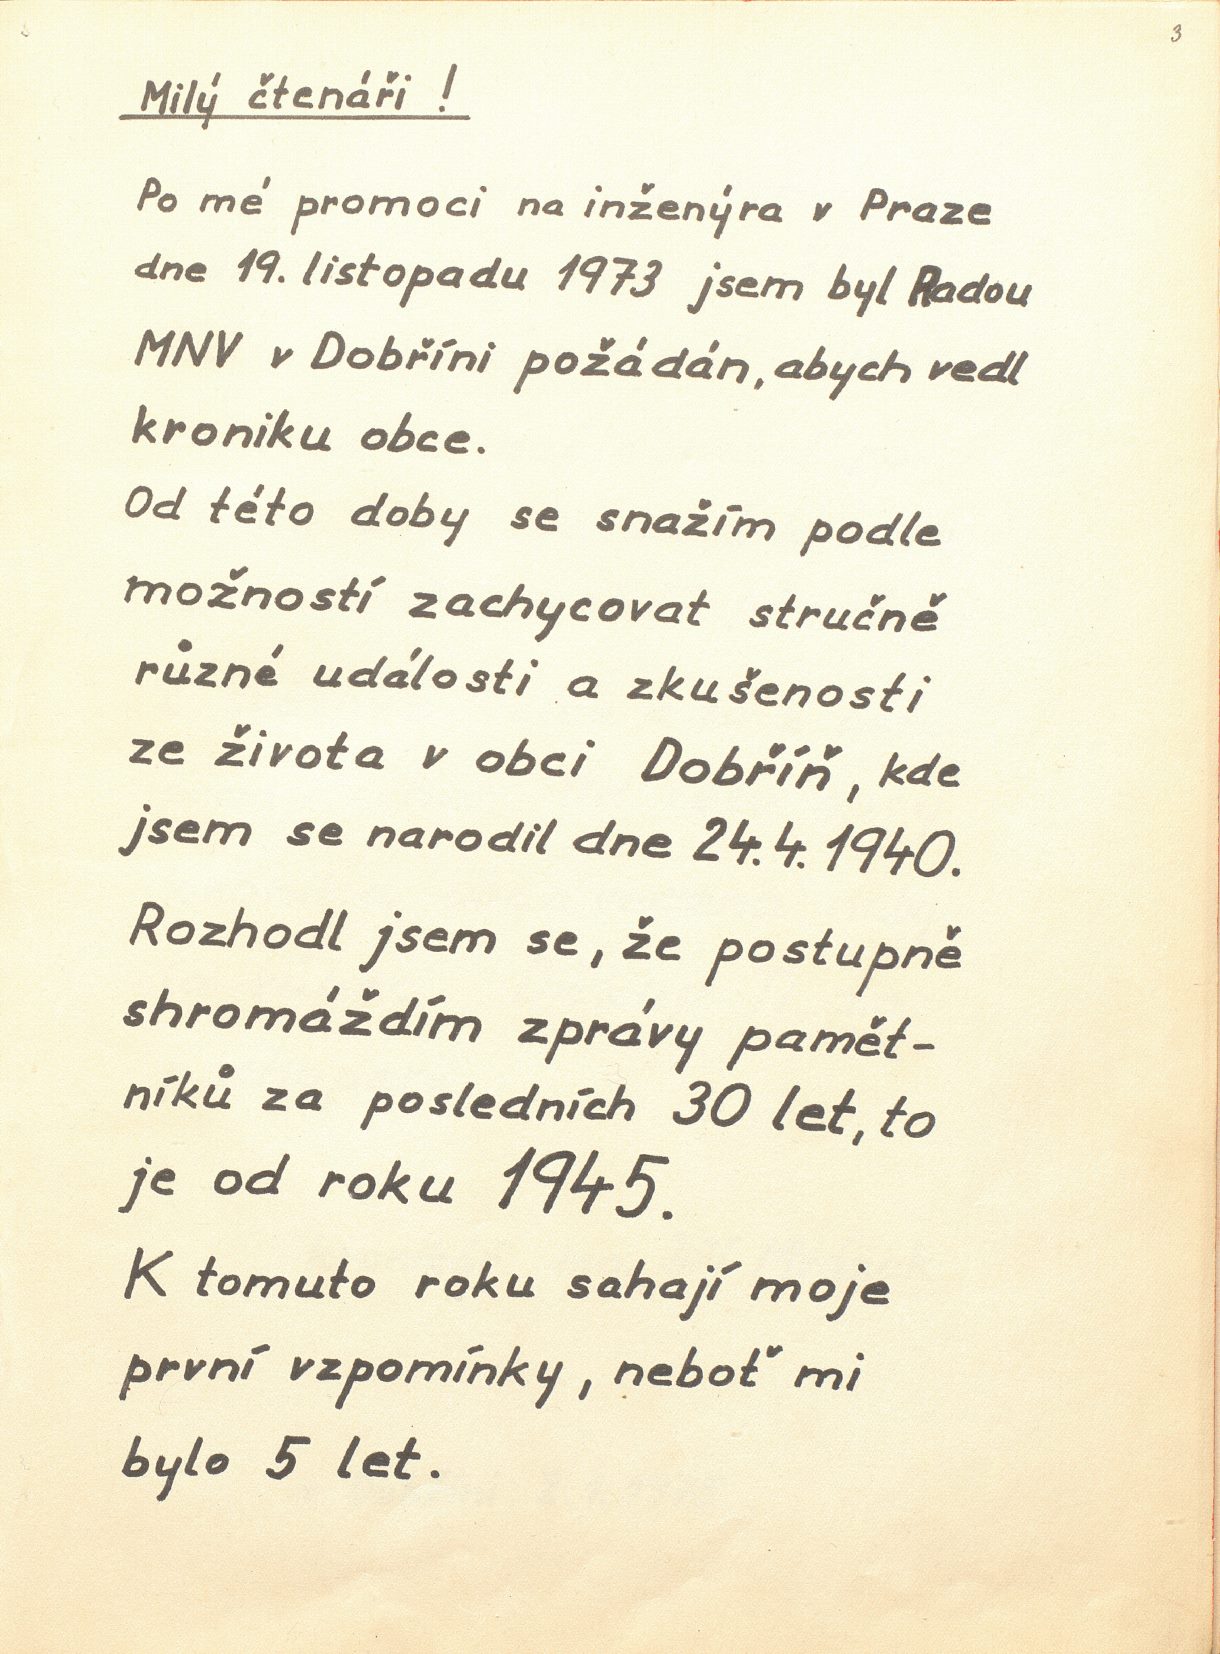 3
Milý čtenáři !
Po mé promoci na inženýra v Praze
dne 19. listopadu 1973 jsem byl Radou
MNV v Dobříni požádán, abych vedl
kroniku obce.
Od této doby se snažím podle
možností zachycovat stručně
různé události a zkušenosti
ze života v obci Dobříň, kde
jsem se narodil dne 24.4.1940.
Rozhodl jsem se, že postupně
shromáždím zprávy pamět-
níků za posledních 30 let, to
je od roku 1945.
K tomuto roku sahají moje
první vzpomínky, neboť mi
bylo 5 let.